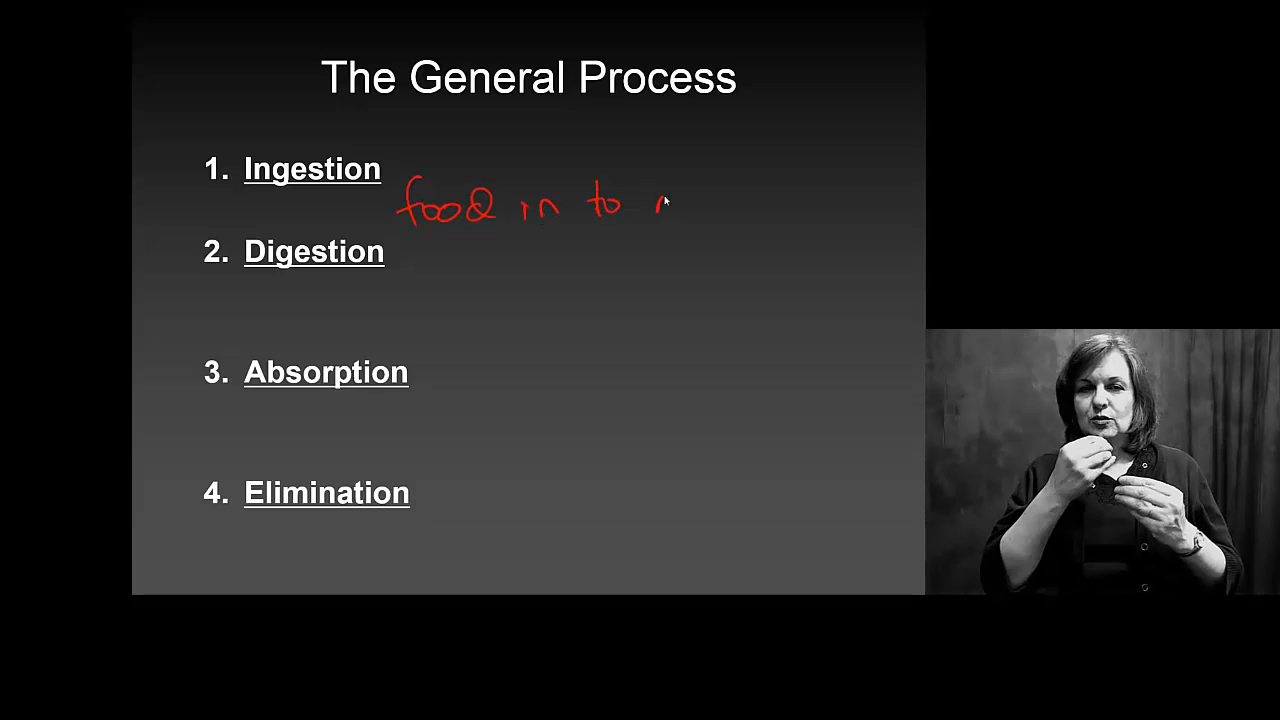 The General Process
1. Ingestion
food in to
2. Digestion
3. Absorption
4. Elimination